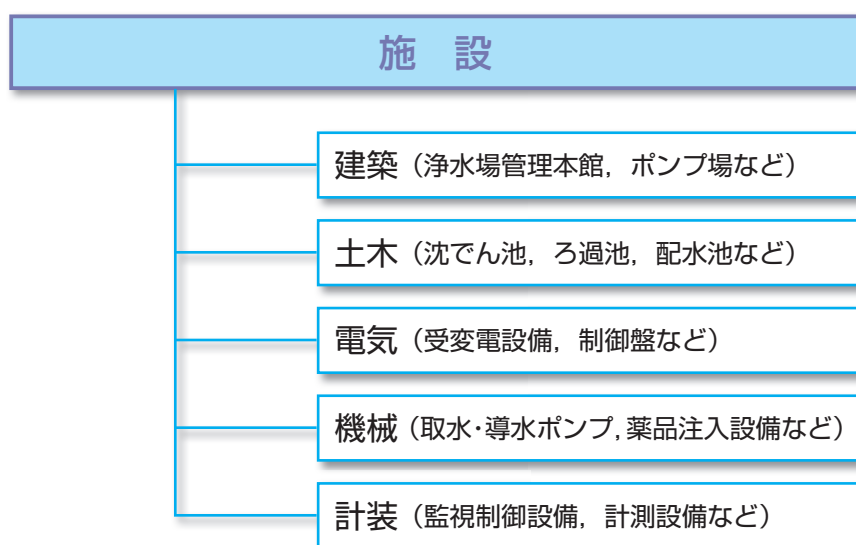 施　設
建築（浄水場管理本館，ポンプ場など）
土木（沈でん池，ろ過池，配水池など）
電気（受変電設備，制御盤など）
機械（取水・導水ポンプ，薬品注入設備など）
計装（監視制御設備，計測設備など）